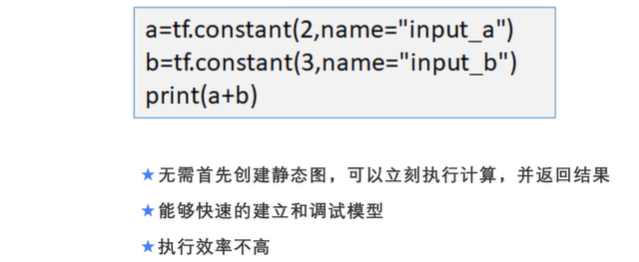 a=tf.constant(2,name="input_a")
b=tf.constant(3,name="input_b")
print(a+b)
★无需首先创建静态图，可以立刻执行计算，并返回结果
★能够快速的建立和调试模型
★执行效率不高